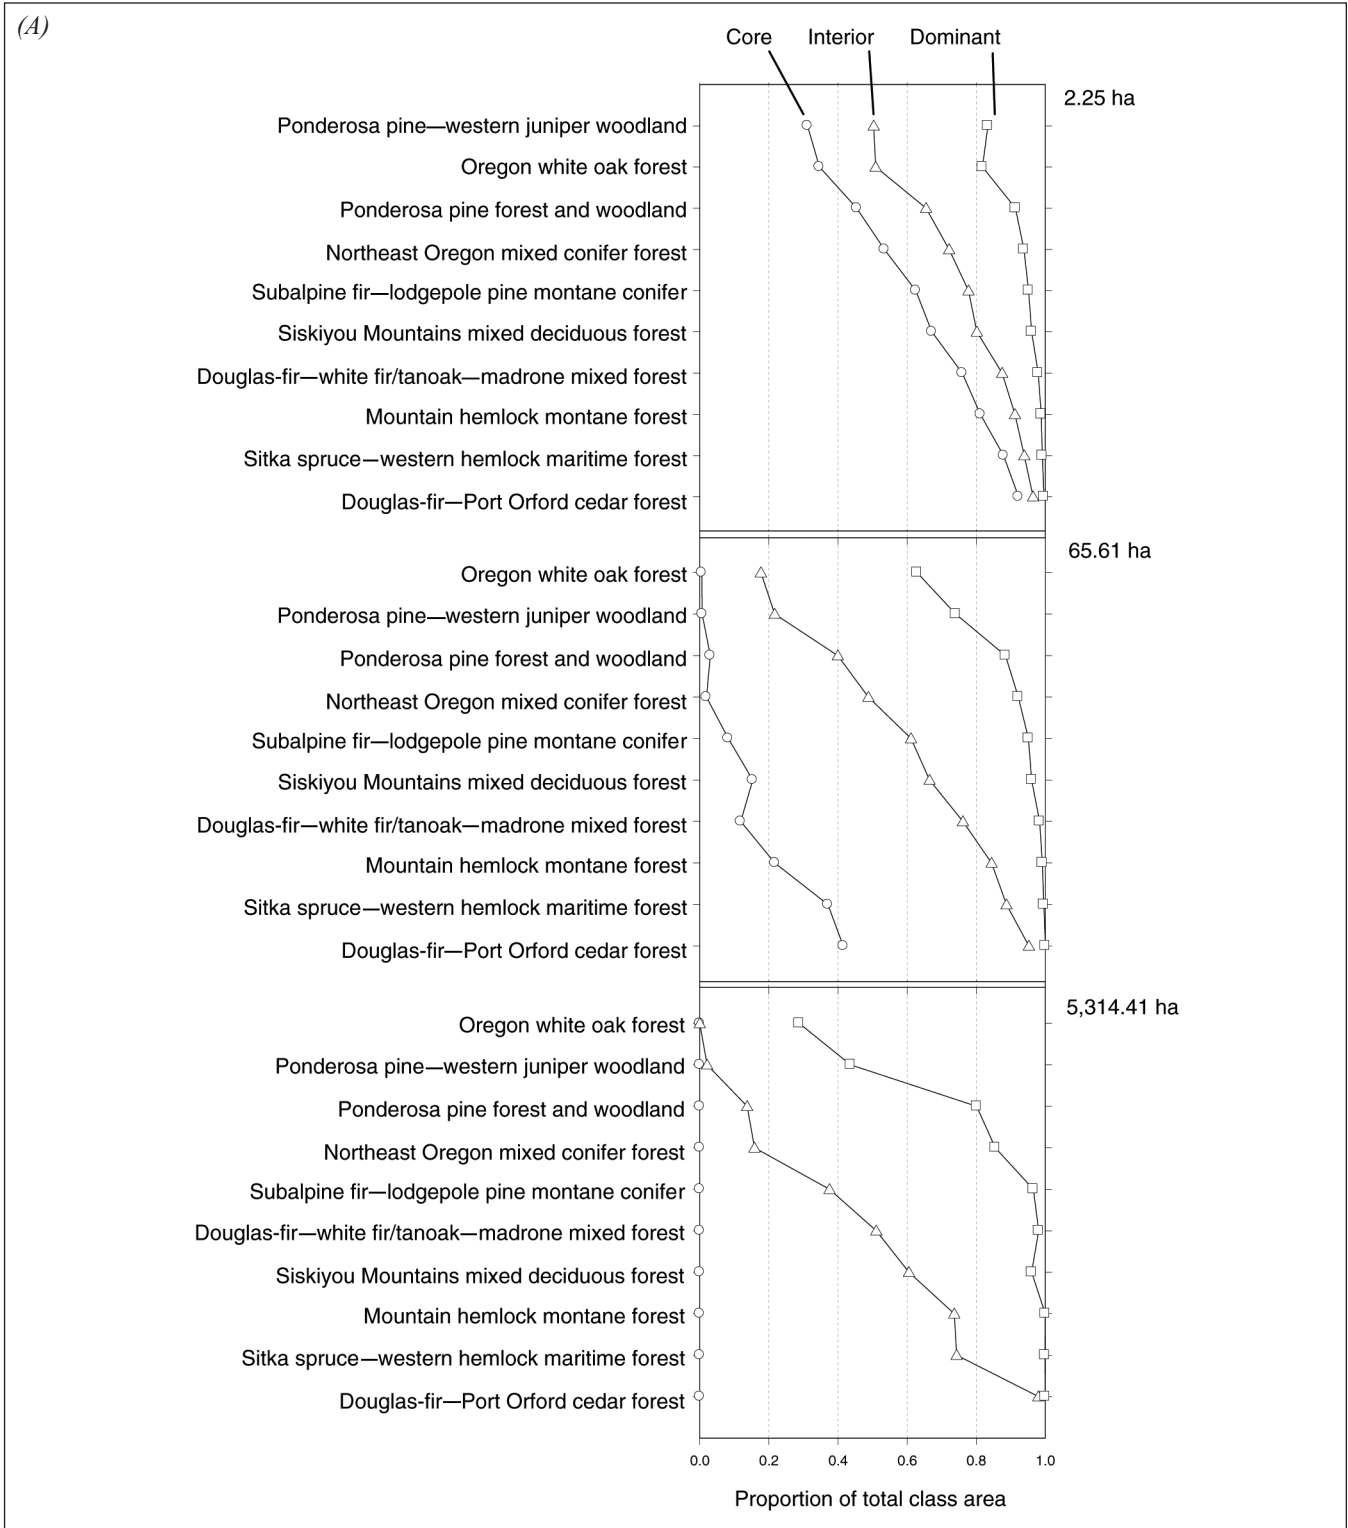 (A)
Core Interior Dominant
2.25 ha
Ponderosa pine—western juniper woodland
Oregon white oak forest
Ponderosa pine forest and woodland
Northeast Oregon mixed conifer forest
Subalpine fir—lodgepole pine montane conifer
Siskiyou Mountains mixed deciduous forest
Douglas-fir—white fir/tanoak—madrone mixed forest
Mountain hemlock montane forest
Sitka spruce—western hemlock maritime forest
Douglas-fir—Port Orford cedar forest
65.61 ha
Oregon white oak forest
Ponderosa pine—western juniper woodland
Ponderosa pine forest and woodland
Northeast Oregon mixed conifer forest
Subalpine fir—lodgepole pine montane conifer
Siskiyou Mountains mixed deciduous forest
Douglas-fir—white fir/tanoak—madrone mixed forest
Mountain hemlock montane forest
Sitka spruce—western hemlock maritime forest
Douglas-fir—Port Orford cedar forest
5,314.41 ha
Oregon white oak forest
Ponderosa pine—western juniper woodland
Ponderosa pine forest and woodland
Northeast Oregon mixed conifer forest
Subalpine fir—lodgepole pine montane conifer
Douglas-fir—white fir/tanoak—madrone mixed forest
Siskiyou Mountains mixed deciduous forest
Mountain hemlock montane forest
Sitka spruce—western hemlock maritime forest
Douglas-fir—Port Orford cedar forest
0.0 0.2 0.4 0.6 0.8 1.0
Proportion of total class area